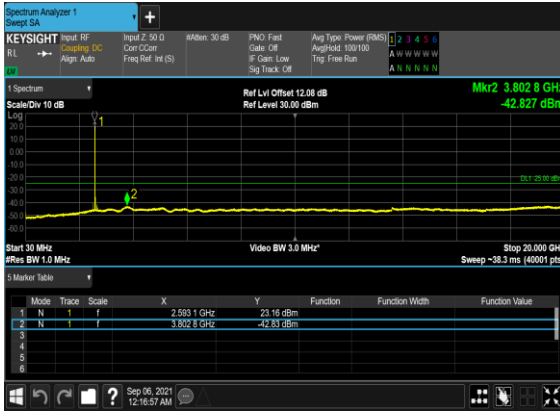 Spectrum Analyzer 1
Swept SA
+
KEYSIGHT Input: RF Input Z: 50 Ω #Atten: 30 dB PNO: Fast Avg Type: Power (RMS) 1 2 3 4 5 6
RL Coupling: DC Corr CCorr Gate: Off Avg|Hold: 100/100 A W W W W W
Align: Auto Freq Ref: Int (S) IF Gain: Low Trig: Free Run
Sig Track: Off A N N N N N
1 Spectrum Ref Lvl Offset 12.08 dB Mkr2 3.802 8 GHz
Scale/Div 10 dB Ref Level 30.00 dBm -42.827 dBm
Log
20.0
10.0
0.00
-10.0
-20.0
-30.0
-40.0
-50.0
-60.0
1
2
DL1 -25.00 dBm
Start 30 MHz Video BW 3.0 MHz* Stop 20.000 GH
#Res BW 1.0 MHz Sweep ~38.3 ms (40001 pts
5 Marker Table
Mode Trace Scale X Y Function Function Width Function Value
1 N 1 f 2.593 1 GHz 23.16 dBm
2 N 1 f 3.802 8 GHz -42.83 dBm
3
4
5
6
? Sep 06, 2021
12:16:57 AM